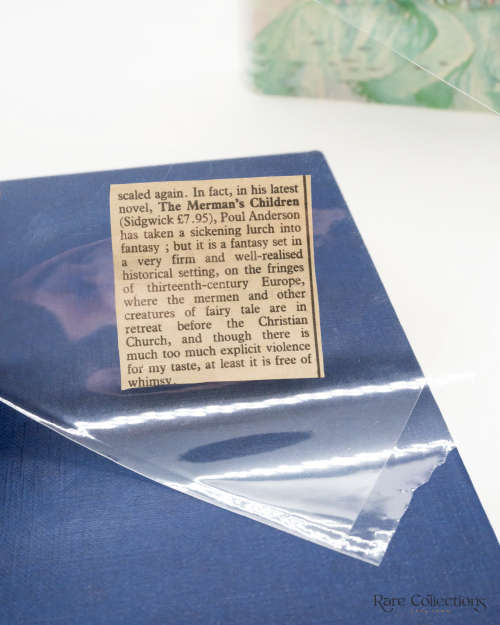 scaled again. In fact, in his latest
novel, The Merman's Children
(Sidgwick £7.95), Poul Anderson
has taken a sickening lurch into
fantasy ; but it is a fantasy set in
a very firm and well-realised
historical setting, on the fringes
of thirteenth-century Europe,
where the mermen and other
creatures of fairy tale are in
retreat before the Christian
Church, and though there is
much too much explicit violence
for my taste, at least it is free of
whimsy.
Rare Collections